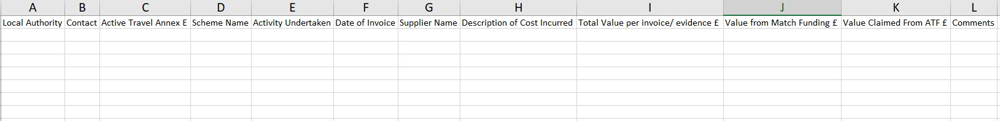 A B C D E F G H I J K L
Local Authority Contact Active Travel Annex E Scheme Name Activity Undertaken Date of Invoice Supplier Name Description of Cost Incurred Total Value per invoice/ evidence £ Value from Match Funding £ Value Claimed From ATF £ Comments